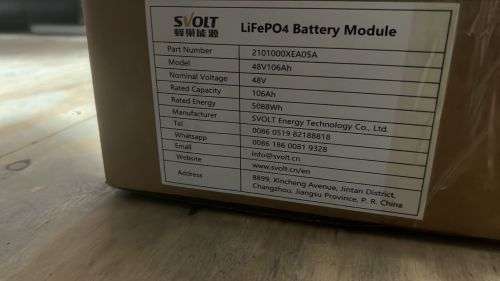 SVOLT
蜂巢能源
LiFePO4 Battery Module
Part Number 2101000XEA05A
Model 48V106Ah
Nominal Voltage 48V
Rated Capacity 106Ah
Rated Energy 5088Wh
Manufacturer SVOLT Energy Technology Co., Ltd.
Tel 0086 0519 82188818
Whatsapp 0086 186 0081 9328
Email info@svolt.cn
Website www.svolt.cn/en
Address 8899, Xincheng Avenue, Jintan District,
Changzhou, Jiangsu Province, P. R. China